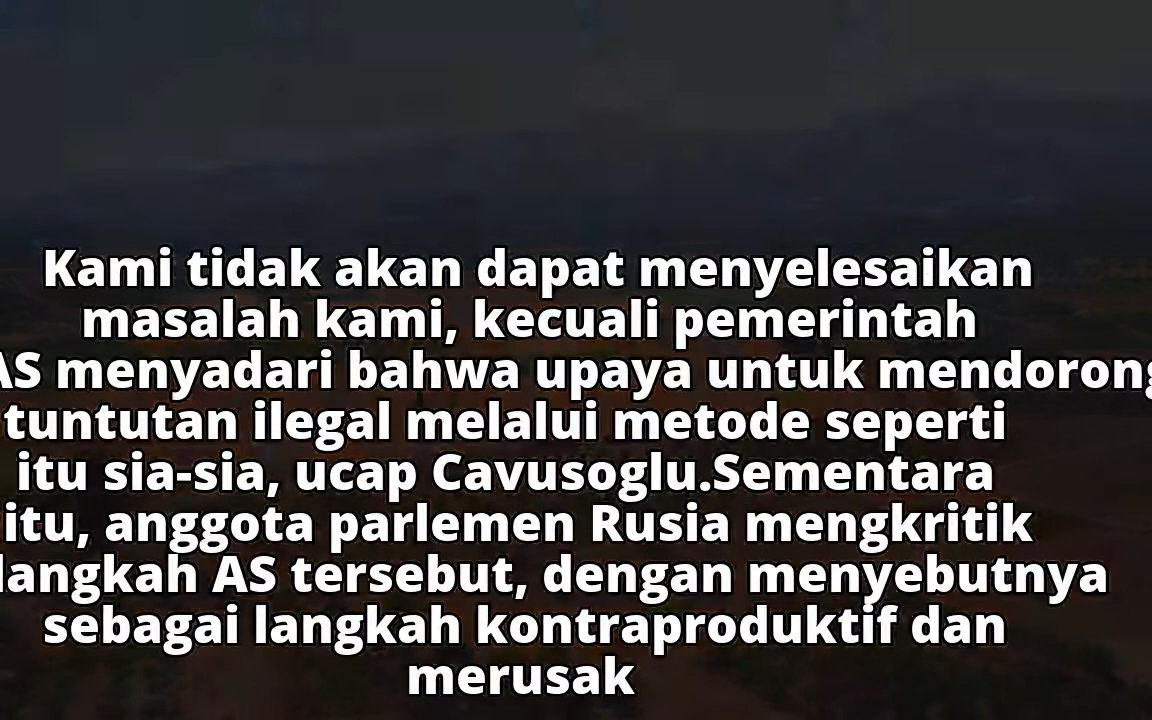 Kami tidak akan dapat menyelesaikan
masalah kami, kecuali pemerintah
AS menyadari bahwa upaya untuk mendorong
tuntutan ilegal melalui metode seperti
itu sia-sia, ucap Cavusoglu.Sementara
itu, anggota parlemen Rusia mengkritik
langkah AS tersebut, dengan menyebutnya
sebagai langkah kontraproduktif dan
merusak